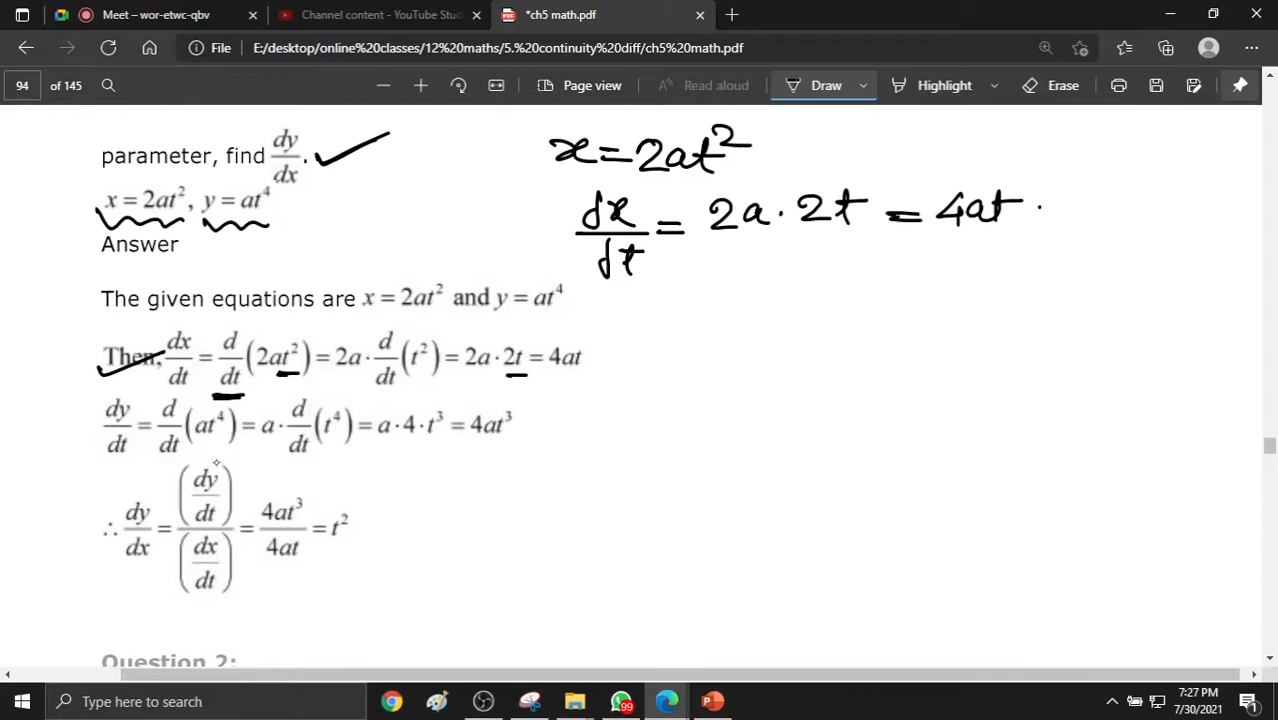 Meet – wor-etwc-qbv
Channel content - YouTube Stud
*ch5 math.pdf
File E:/desktop/online%20classes/12%20maths/5.%20continuity%20diff/ch5%20math.pdf
94 of 145 Page view Read aloud Draw Highlight Erase
parameter, find dy/dx.
x = 2at², y = at⁴
Answer
The given equations are x = 2at² and y = at⁴
Then, dx/dt = d/dt (2at²) = 2a · d/dt (t²) = 2a · 2t = 4at
dy/dt = d/dt (at⁴) = a · d/dt (t⁴) = a · 4 · t³ = 4at³
∴ dy/dx = (dy/dt)/(dx/dt) = 4at³/4at = t²
Question 2:
x = 2at²
dx/dt = 2a · 2t = 4at ·
Type here to search
99
7:27 PM
7/30/2021
1